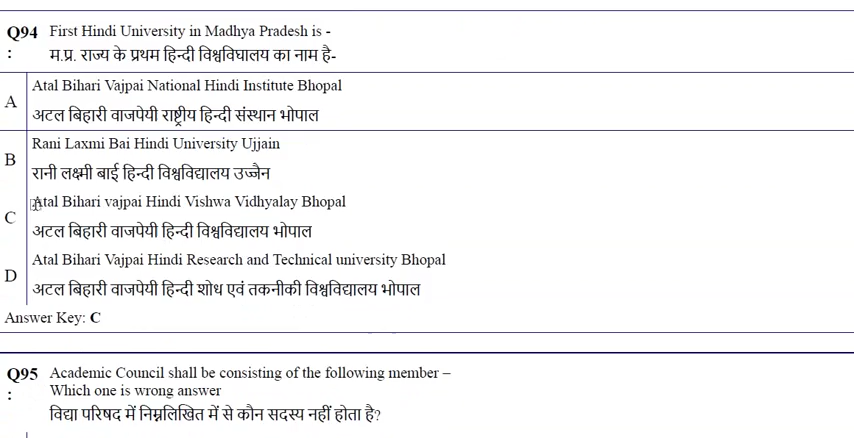 Q94 First Hindi University in Madhya Pradesh is -
: म.प्र. राज्य के प्रथम हिन्दी विश्वविघालय का नाम है-
Atal Bihari Vajpai National Hindi Institute Bhopal
A
अटल बिहारी वाजपेयी राष्ट्रीय हिन्दी संस्थान भोपाल
Rani Laxmi Bai Hindi University Ujjain
B
रानी लक्ष्मी बाई हिन्दी विश्वविद्यालय उज्जैन
Atal Bihari vajpai Hindi Vishwa Vidhyalay Bhopal
C
अटल बिहारी वाजपेयी हिन्दी विश्वविद्यालय भोपाल
Atal Bihari Vajpai Hindi Research and Technical university Bhopal
D
अटल बिहारी वाजपेयी हिन्दी शोध एवं तकनीकी विश्वविद्यालय भोपाल
Answer Key: C
Q95 Academic Council shall be consisting of the following member –
: Which one is wrong answer
विद्या परिषद में निम्नलिखित में से कौन सदस्य नहीं होता है?